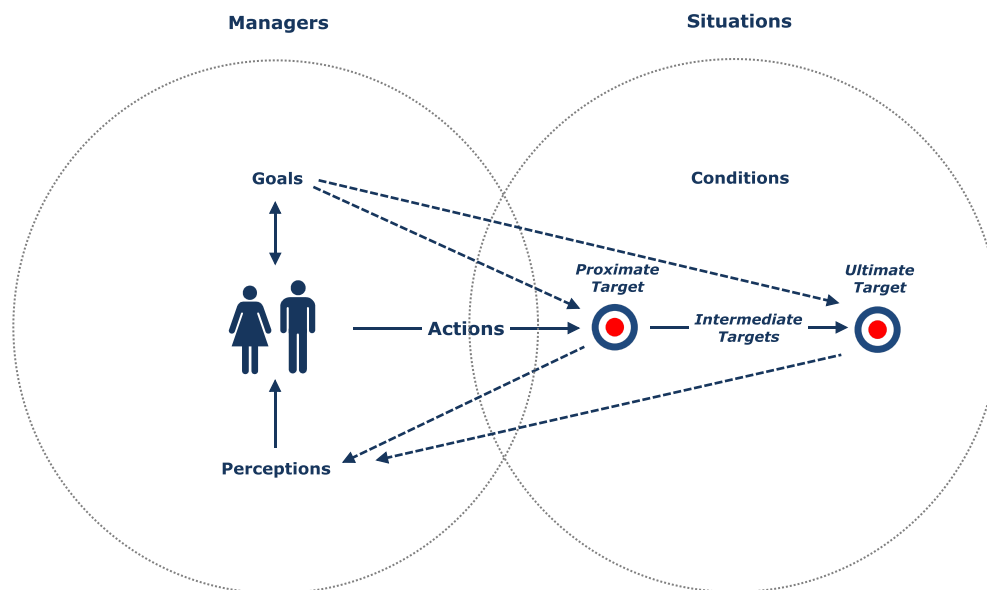 Managers
Situations
Goals
Conditions
Proximate
Target
Ultimate
Target
Actions
Intermediate
Targets
Perceptions